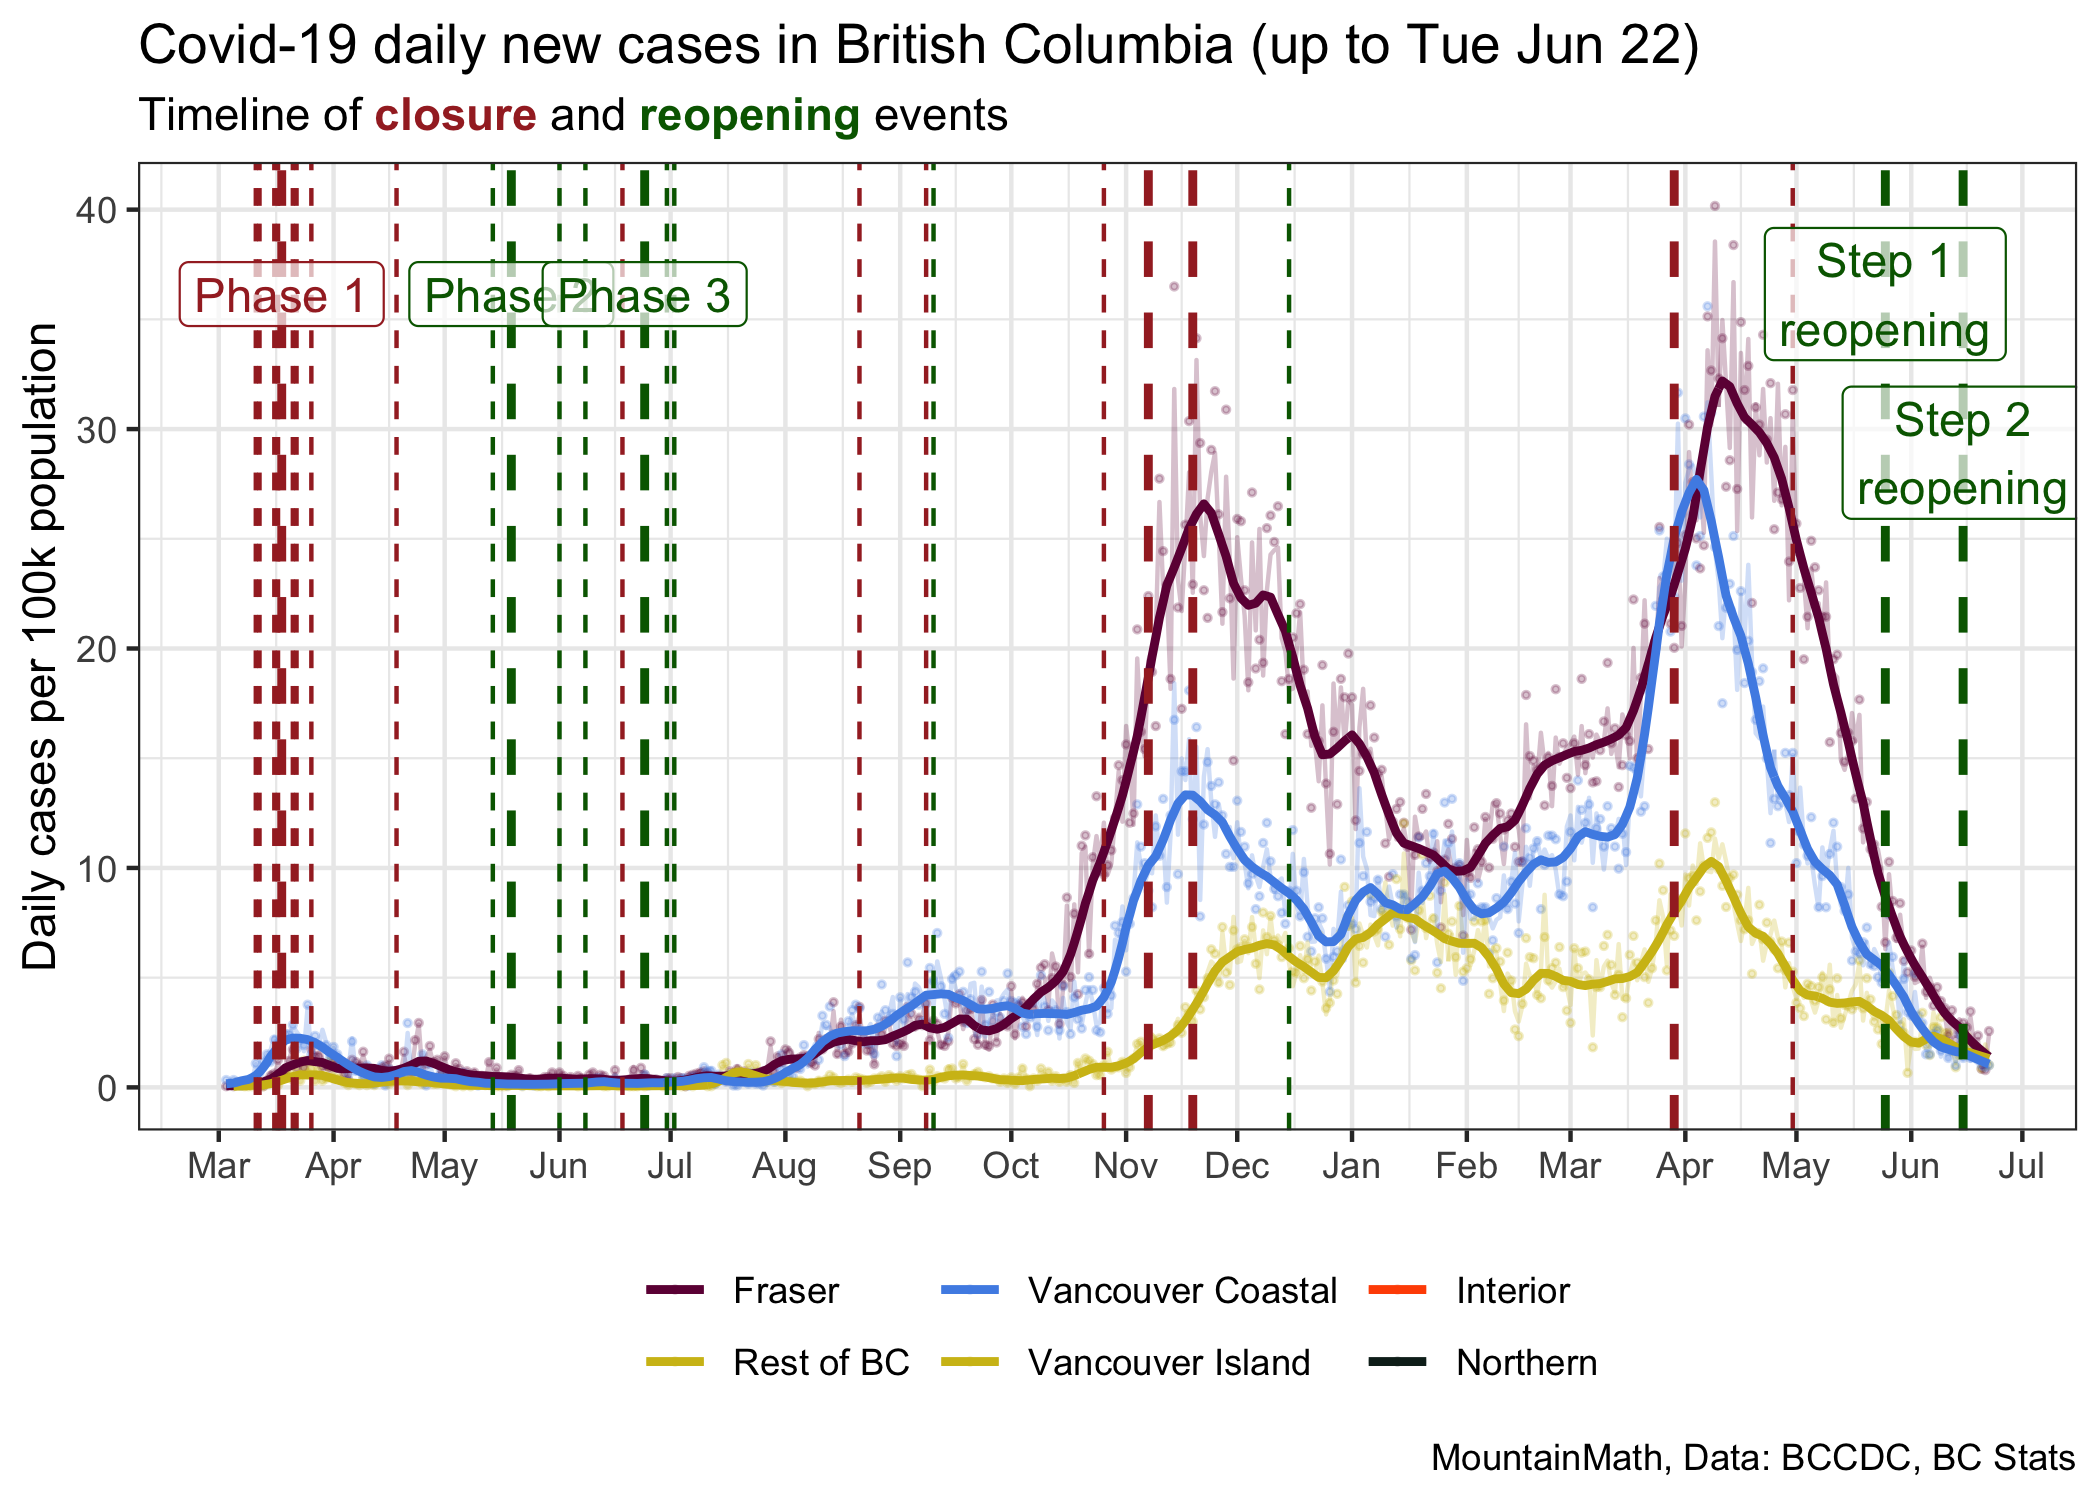 Covid-19 daily new cases in British Columbia (up to Tue Jun 22)
Timeline of closure and reopening events
Daily cases per 100k population
40
30
20
10
0
Phase 1
Phase 2
Phase 3
Step 1
reopening
Step 2
reopening
Mar Apr May Jun Jul Aug Sep Oct Nov Dec Jan Feb Mar Apr May Jun Jul
Fraser Vancouver Coastal Interior
Rest of BC Vancouver Island Northern
MountainMath, Data: BCCDC, BC Stats